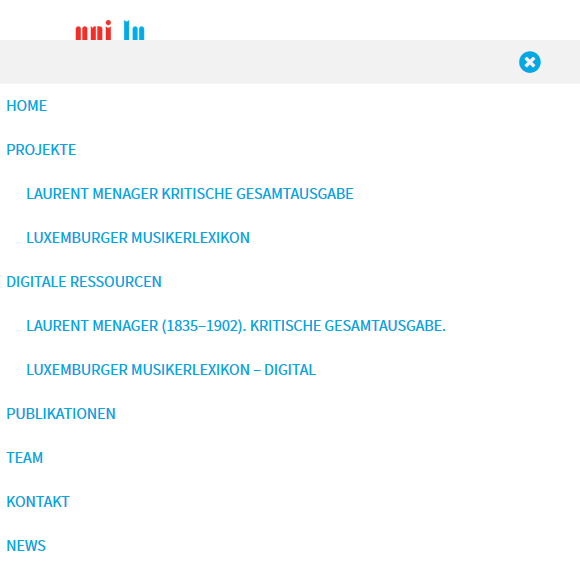 uni lu
HOME
PROJEKTE
LAURENT MENAGER KRITISCHE GESAMTAUSGABE
LUXEMBURGER MUSIKERLEXIKON
DIGITALE RESSOURCEN
LAURENT MENAGER (1835–1902). KRITISCHE GESAMTAUSGABE.
LUXEMBURGER MUSIKERLEXIKON – DIGITAL
PUBLIKATIONEN
TEAM
KONTAKT
NEWS